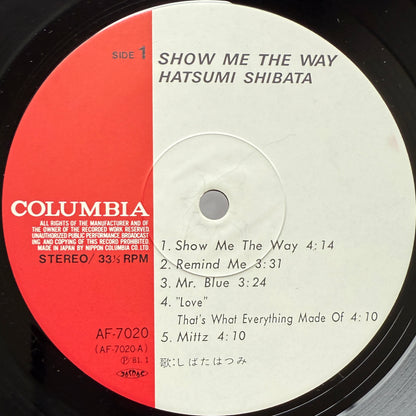 SIDE 1
SHOW ME THE WAY
HATSUMI SHIBATA
COLUMBIA
ALL RIGHTS OF THE MANUFACTURER AND OF
THE OWNER OF THE RECORDED WORK RESERVED.
UNAUTHORIZED PUBLIC PERFORMANCE BROADCAST
ING AND COPYING OF THIS RECORD PROHIBITED.
MADE IN JAPAN BY NIPPON COLUMBIA CO.,LTD.
STEREO/33⅓ RPM
AF-7020
(AF-7020-A)
Ⓟ'81.1
1. Show Me The Way 4:14
2. Remind Me 3:31
3. Mr. Blue 3:24
4. "Love"
That's What Everything Made Of 4:10
5. Mittz 4:10
歌:しばたはつみ